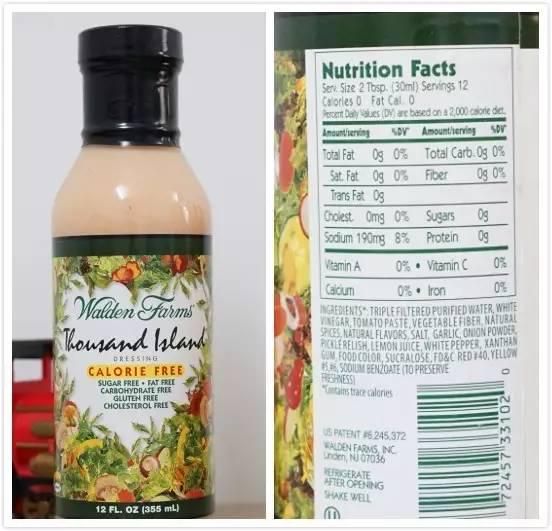 Walden Farms
Thousand Island
DRESSING
CALORIE FREE
SUGAR FREE • FAT FREE
CARBOHYDRATE FREE
GLUTEN FREE
CHOLESTEROL FREE
12 FL. OZ (355 mL)
Nutrition Facts
Serv. Size 2 Tbsp. (30ml) Servings 12
Calories 0 Fat Cal. 0
Percent Daily Values (DV) are based on a 2,000 calorie diet.
Amount/serving %DV* Amount/serving %DV*
Total Fat 0g 0% Total Carb. 0g 0%
Sat. Fat 0g 0% Fiber 0g 0%
Trans Fat 0g
Cholest. 0mg 0% Sugars 0g
Sodium 190mg 8% Protein 0g
Vitamin A 0% • Vitamin C 0%
Calcium 0% • Iron 0%
INGREDIENTS*: TRIPLE FILTERED PURIFIED WATER, WHITE
VINEGAR, TOMATO PASTE, VEGETABLE FIBER, NATURAL
SPICES, NATURAL FLAVORS, SALT, GARLIC, ONION POWDER,
PICKLE RELISH, LEMON JUICE, WHITE PEPPER, XANTHAN
GUM, FOOD COLOR, SUCRALOSE, FD&C RED #40, YELLOW
#5, #6, SODIUM BENZOATE (TO PRESERVE
FRESHNESS)
*Contains trace calories
US PATENT #6,245,372
WALDEN FARMS, INC.
Linden, NJ 07036
REFRIGERATE
AFTER OPENING
SHAKE WELL
U
72457 33102 0